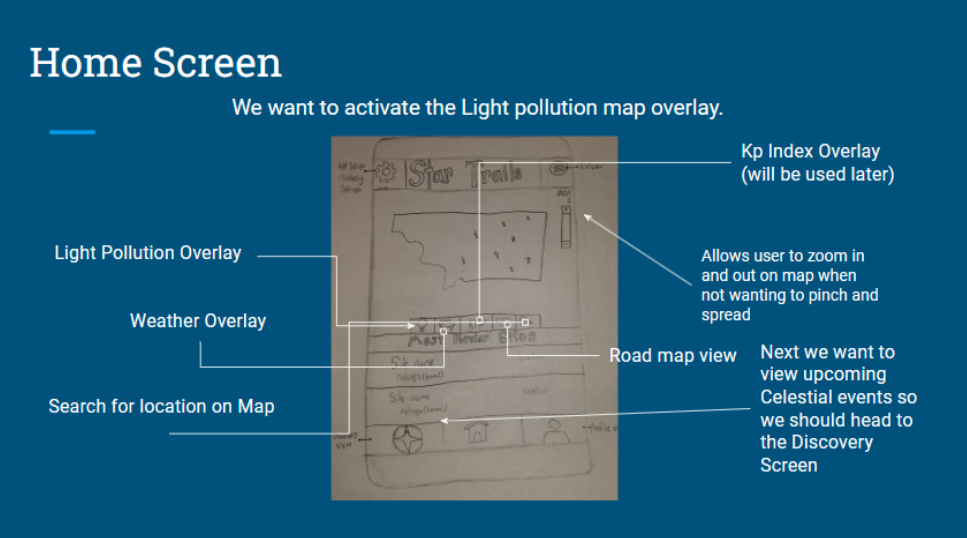 Home Screen
We want to activate the Light pollution map overlay.
Kp Index Overlay
(will be used later)
Star Trails
Light Pollution Overlay
Allows user to zoom in
and out on map when
not wanting to pinch and
spread
Weather Overlay
Most Popular Sites
Road map view
Next we want to
view upcoming
Celestial events so
we should head to
the Discovery
Screen
Search for location on Map
Site name
Site name